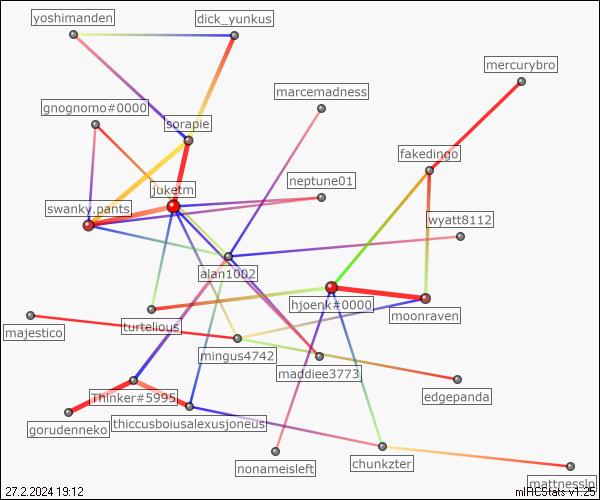 yoshimanden
dick_yunkus
mercurybro
marcemadness
gnognomo#0000
sorapie
fakedingo
neptune01
juketm
swanky.pants
wyatt8112
alan1002
hjoenk#0000
moonraven
turtelious
majestico
mingus4742
maddiee3773
Thinker#5995
edgepanda
thiccusboiusalexusjoneus
gorudenneko
chunkzter
nonameisleft
mattnesslp
27.2.2024 19:12
mIRCStats v1.25